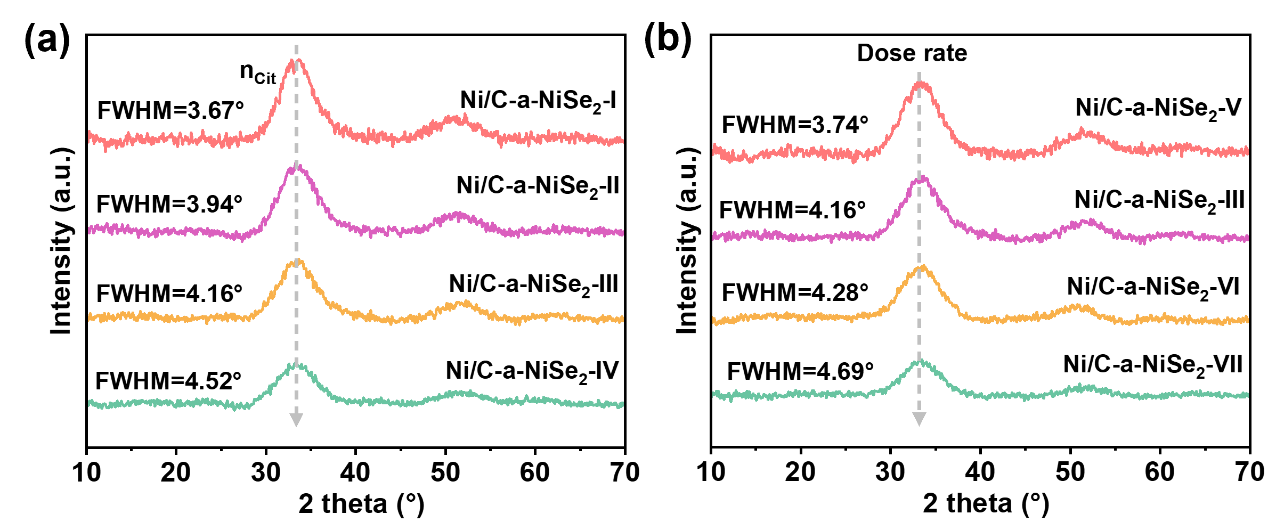 (a)
n_Cit
FWHM=3.67°
Ni/C-a-NiSe₂-I
FWHM=3.94°
Ni/C-a-NiSe₂-II
FWHM=4.16°
Ni/C-a-NiSe₂-III
FWHM=4.52°
Ni/C-a-NiSe₂-IV
Intensity (a.u.)
10 20 30 40 50 60 70
2 theta (°)
(b)
Dose rate
FWHM=3.74°
Ni/C-a-NiSe₂-V
FWHM=4.16°
Ni/C-a-NiSe₂-III
FWHM=4.28°
Ni/C-a-NiSe₂-VI
FWHM=4.69°
Ni/C-a-NiSe₂-VII
Intensity (a.u.)
10 20 30 40 50 60 70
2 theta (°)